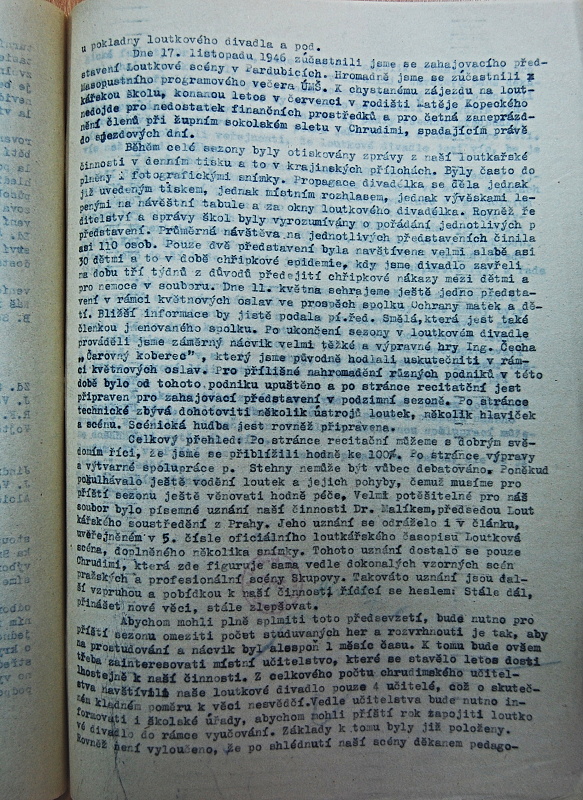 u pokladny loutkového divadla a pod.
Dne 17. listopadu 1946 zúčastnili jsme se zahajovacího před-
stavení Loutkové scény v Pardubicích. Hromadně jsme se zúčastnili
Masopustního programového večera ÚMŠ. K chystanému zájezdu na lout-
kářskou školu, konanou letos v červenci v rodišti Matěje Kopeckého
nedojde pro nedostatek finančních prostředků a pro četná zaneprázd-
nění členů při župním sokolském sletu v Chrudimi, spadajícím právě
do sjezdových dní.
Během celé sezony byly otiskovány zprávy z naší loutkařské
činnosti v denním tisku a to v krajinských přílohách. Byly často do
plněny i fotografickými snímky. Propagace divadélka se děla jednak
již uvedeným tiskem, jednak místním rozhlasem, jednak vývěskami le-
penými na návěštní tabule a za okny loutkového divadélka. Rovněž ře
ditelství a správy škol byly vyrozumívány o pořádání jednotlivých p
představení. Průměrná návštěva na jednotlivých představeních činila
asi 110 osob. Pouze dvě představení byla navštívena velmi slabě asi
30 dětmi a to v době chřipkové epidemie, kdy jsme divadlo zavřeli
na dobu tří týdnů z důvodů předejití chřipkové nákazy mezi dětmi a
pro nemoce v souboru. Dne 11. května sehrajeme ještě jedno předsta-
vení v rámci květnových oslav ve prospěch spolku Ochrany matek a dě-
tí. Bližší informace by jistě podala pí.řed. Smělá,která jest také
členkou jmenovaného spolku. Po ukončení sezony v loutkovém divadle
prováděli jsme záměrný nácvik velmi těžké a výpravné hry Ing. Čecha
„Čarovný koberec", který jsme původně hodlali uskutečniti v rám-
ci květnových oslav. Pro přílišné nahromadění různých podniků v této
době bylo od tohoto podniku upuštěno a po stránce recitační jest
připraven pro zahajovací představení v podzimní sezoně. Po stránce
technické zbývá dohotoviti několik ústrojů loutek, několik hlaviček
a scénu. Scénická hudba jest rovněž připravena.
Celkový přehled: Po stránce recitační můžeme s dobrým svě-
domím říci, že jsme se přiblížili hodně ke 100%. Po stránce výpravy
a výtvarné spolupráce p. Stehny nemůže být vůbec debatováno. Poněkud
pokulhávalo ještě vodění loutek a jejich pohyby, čemuž musíme pro
příští sezonu ještě věnovati hodně péče. Velmi potěšitelné pro náš
soubor bylo písemné uznání naší činnosti Dr. Malíkem,předsedou Lout
kářského soustředění z Prahy. Jeho uznání se odráželo i v článku,
uveřejněném v 5. čísle oficiálního loutkářského časopisu Loutková
scéna, doplněného několika snímky. Tohoto uznání dostalo se pouze
Chrudimi, která zde figuruje sama vedle dokonalých vzorných scén
pražských a profesionální scény Skupovy. Takováto uznání jsou dal-
ší vzpruhou a pobídkou k naší činnosti řídící se heslem: Stále dál,
přinášet nové věci, stále zlepšovat.
Abychom mohli plně splniti toto předsevzetí, bude nutno pro
příští sezonu omeziti počet studovaných her a rozvrhnouti je tak, aby
na prostudování a nácvik byl alespoň 1 měsíc času. K tomu bude ovšem
třeba zainteresovati místní učitelstvo, které se stavělo letos dosti
lhostejně k naší činnosti. Z celkového počtu chrudimského učitel-
stva navštívili naše loutkové divadlo pouze 4 učitelé, což o skuteč-
ném kladném poměru k věci nesvědčí.Vedle učitelstva bude nutno in-
formovati i školské úřady, abychom mohli příští rok zapojiti loutko
vé divadlo do rámce vyučování. Základy k tomu byly již položeny.
Rovněž není vyloučeno, že po shlédnutí naší scény děkanem pedago-